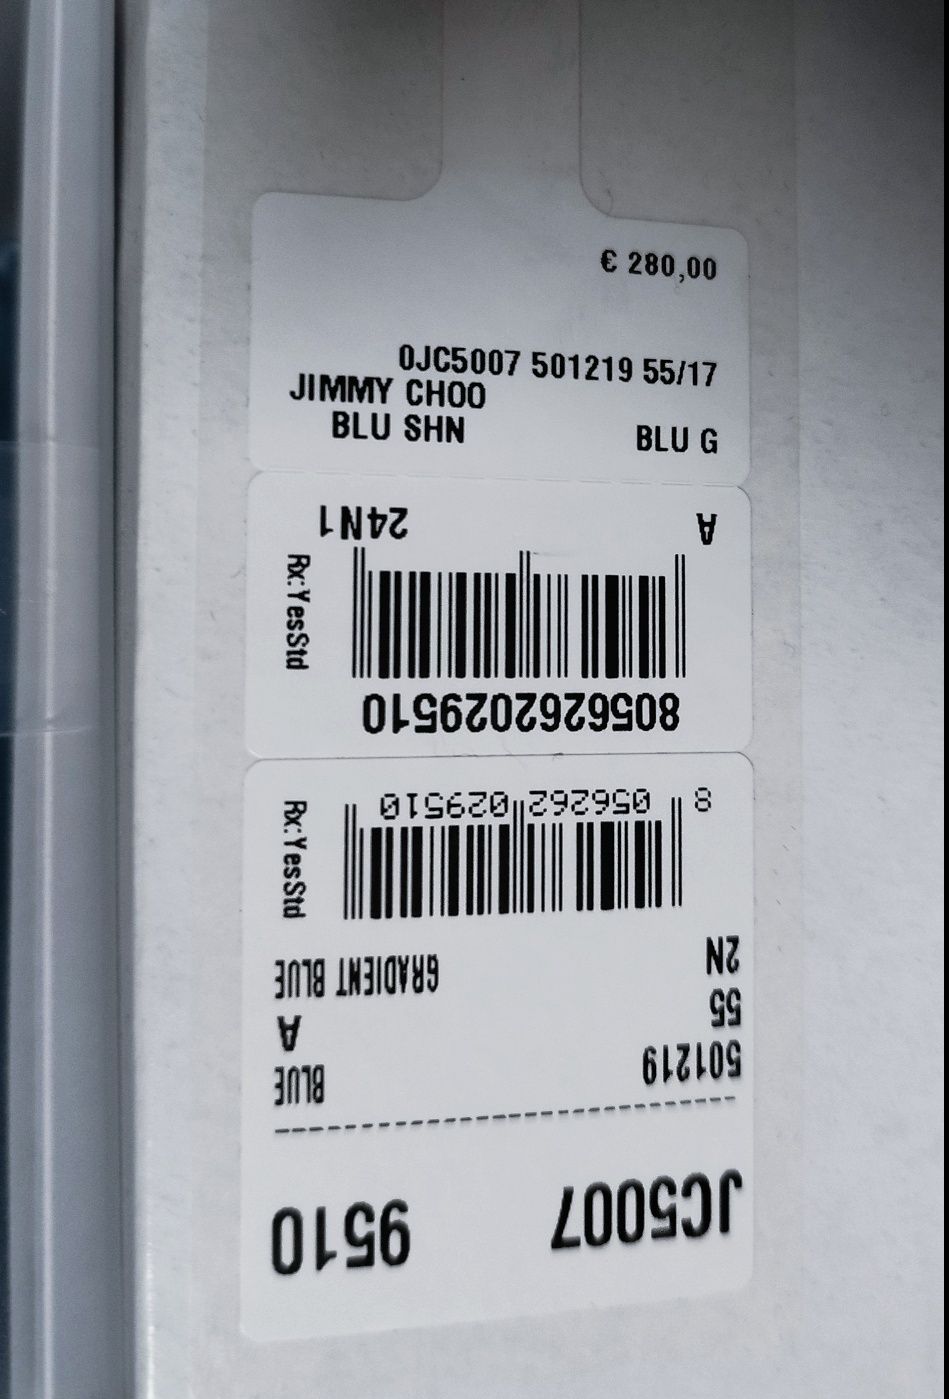 € 280,00
0JC5007 501219 55/17
JIMMY CHOO
BLU SHN BLU G
A 24N1
Rx:YesStd
8056262029510
JC5007 9510
501219 BLUE
55 A
2N GRADIENT BLUE
8 056262 029510
Rx:YesStd